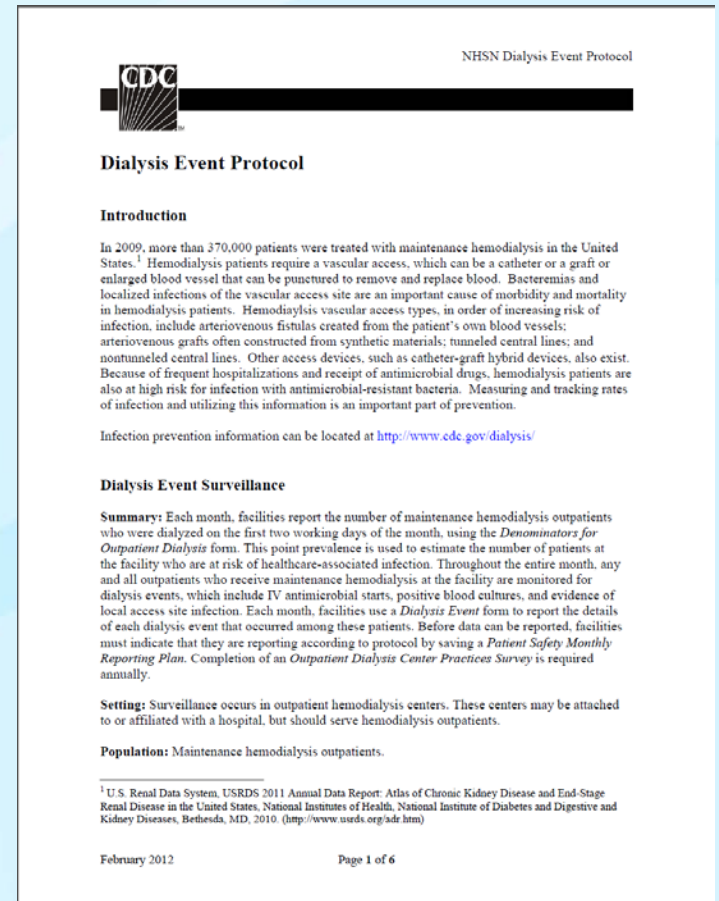 NHSN Dialysis Event Protocol
CDC
TM
Dialysis Event Protocol
Introduction
In 2009, more than 370,000 patients were treated with maintenance hemodialysis in the United
States.1 Hemodialysis patients require a vascular access, which can be a catheter or a graft or
enlarged blood vessel that can be punctured to remove and replace blood. Bacteremias and
localized infections of the vascular access site are an important cause of morbidity and mortality
in hemodialysis patients. Hemodiaylsis vascular access types, in order of increasing risk of
infection, include arteriovenous fistulas created from the patient's own blood vessels;
arteriovenous grafts often constructed from synthetic materials; tunneled central lines; and
nontunneled central lines. Other access devices, such as catheter-graft hybrid devices, also exist.
Because of frequent hospitalizations and receipt of antimicrobial drugs, hemodialysis patients are
also at high risk for infection with antimicrobial-resistant bacteria. Measuring and tracking rates
of infection and utilizing this information is an important part of prevention.
Infection prevention information can be located at http://www.cdc.gov/dialysis/
Dialysis Event Surveillance
Summary: Each month, facilities report the number of maintenance hemodialysis outpatients
who were dialyzed on the first two working days of the month, using the Denominators for
Outpatient Dialysis form. This point prevalence is used to estimate the number of patients at
the facility who are at risk of healthcare-associated infection. Throughout the entire month, any
and all outpatients who receive maintenance hemodialysis at the facility are monitored for
dialysis events, which include IV antimicrobial starts, positive blood cultures, and evidence of
local access site infection. Each month, facilities use a Dialysis Event form to report the details
of each dialysis event that occurred among these patients. Before data can be reported, facilities
must indicate that they are reporting according to protocol by saving a Patient Safety Monthly
Reporting Plan. Completion of an Outpatient Dialysis Center Practices Survey is required
annually.
Setting: Surveillance occurs in outpatient hemodialysis centers. These centers may be attached
to or affiliated with a hospital, but should serve hemodialysis outpatients.
Population: Maintenance hemodialysis outpatients.
1 U.S. Renal Data System, USRDS 2011 Annual Data Report: Atlas of Chronic Kidney Disease and End-Stage
Renal Disease in the United States, National Institutes of Health, National Institute of Diabetes and Digestive and
Kidney Diseases, Bethesda, MD, 2010. (http://www.usrds.org/adr.htm)
February 2012
Page 1 of 6